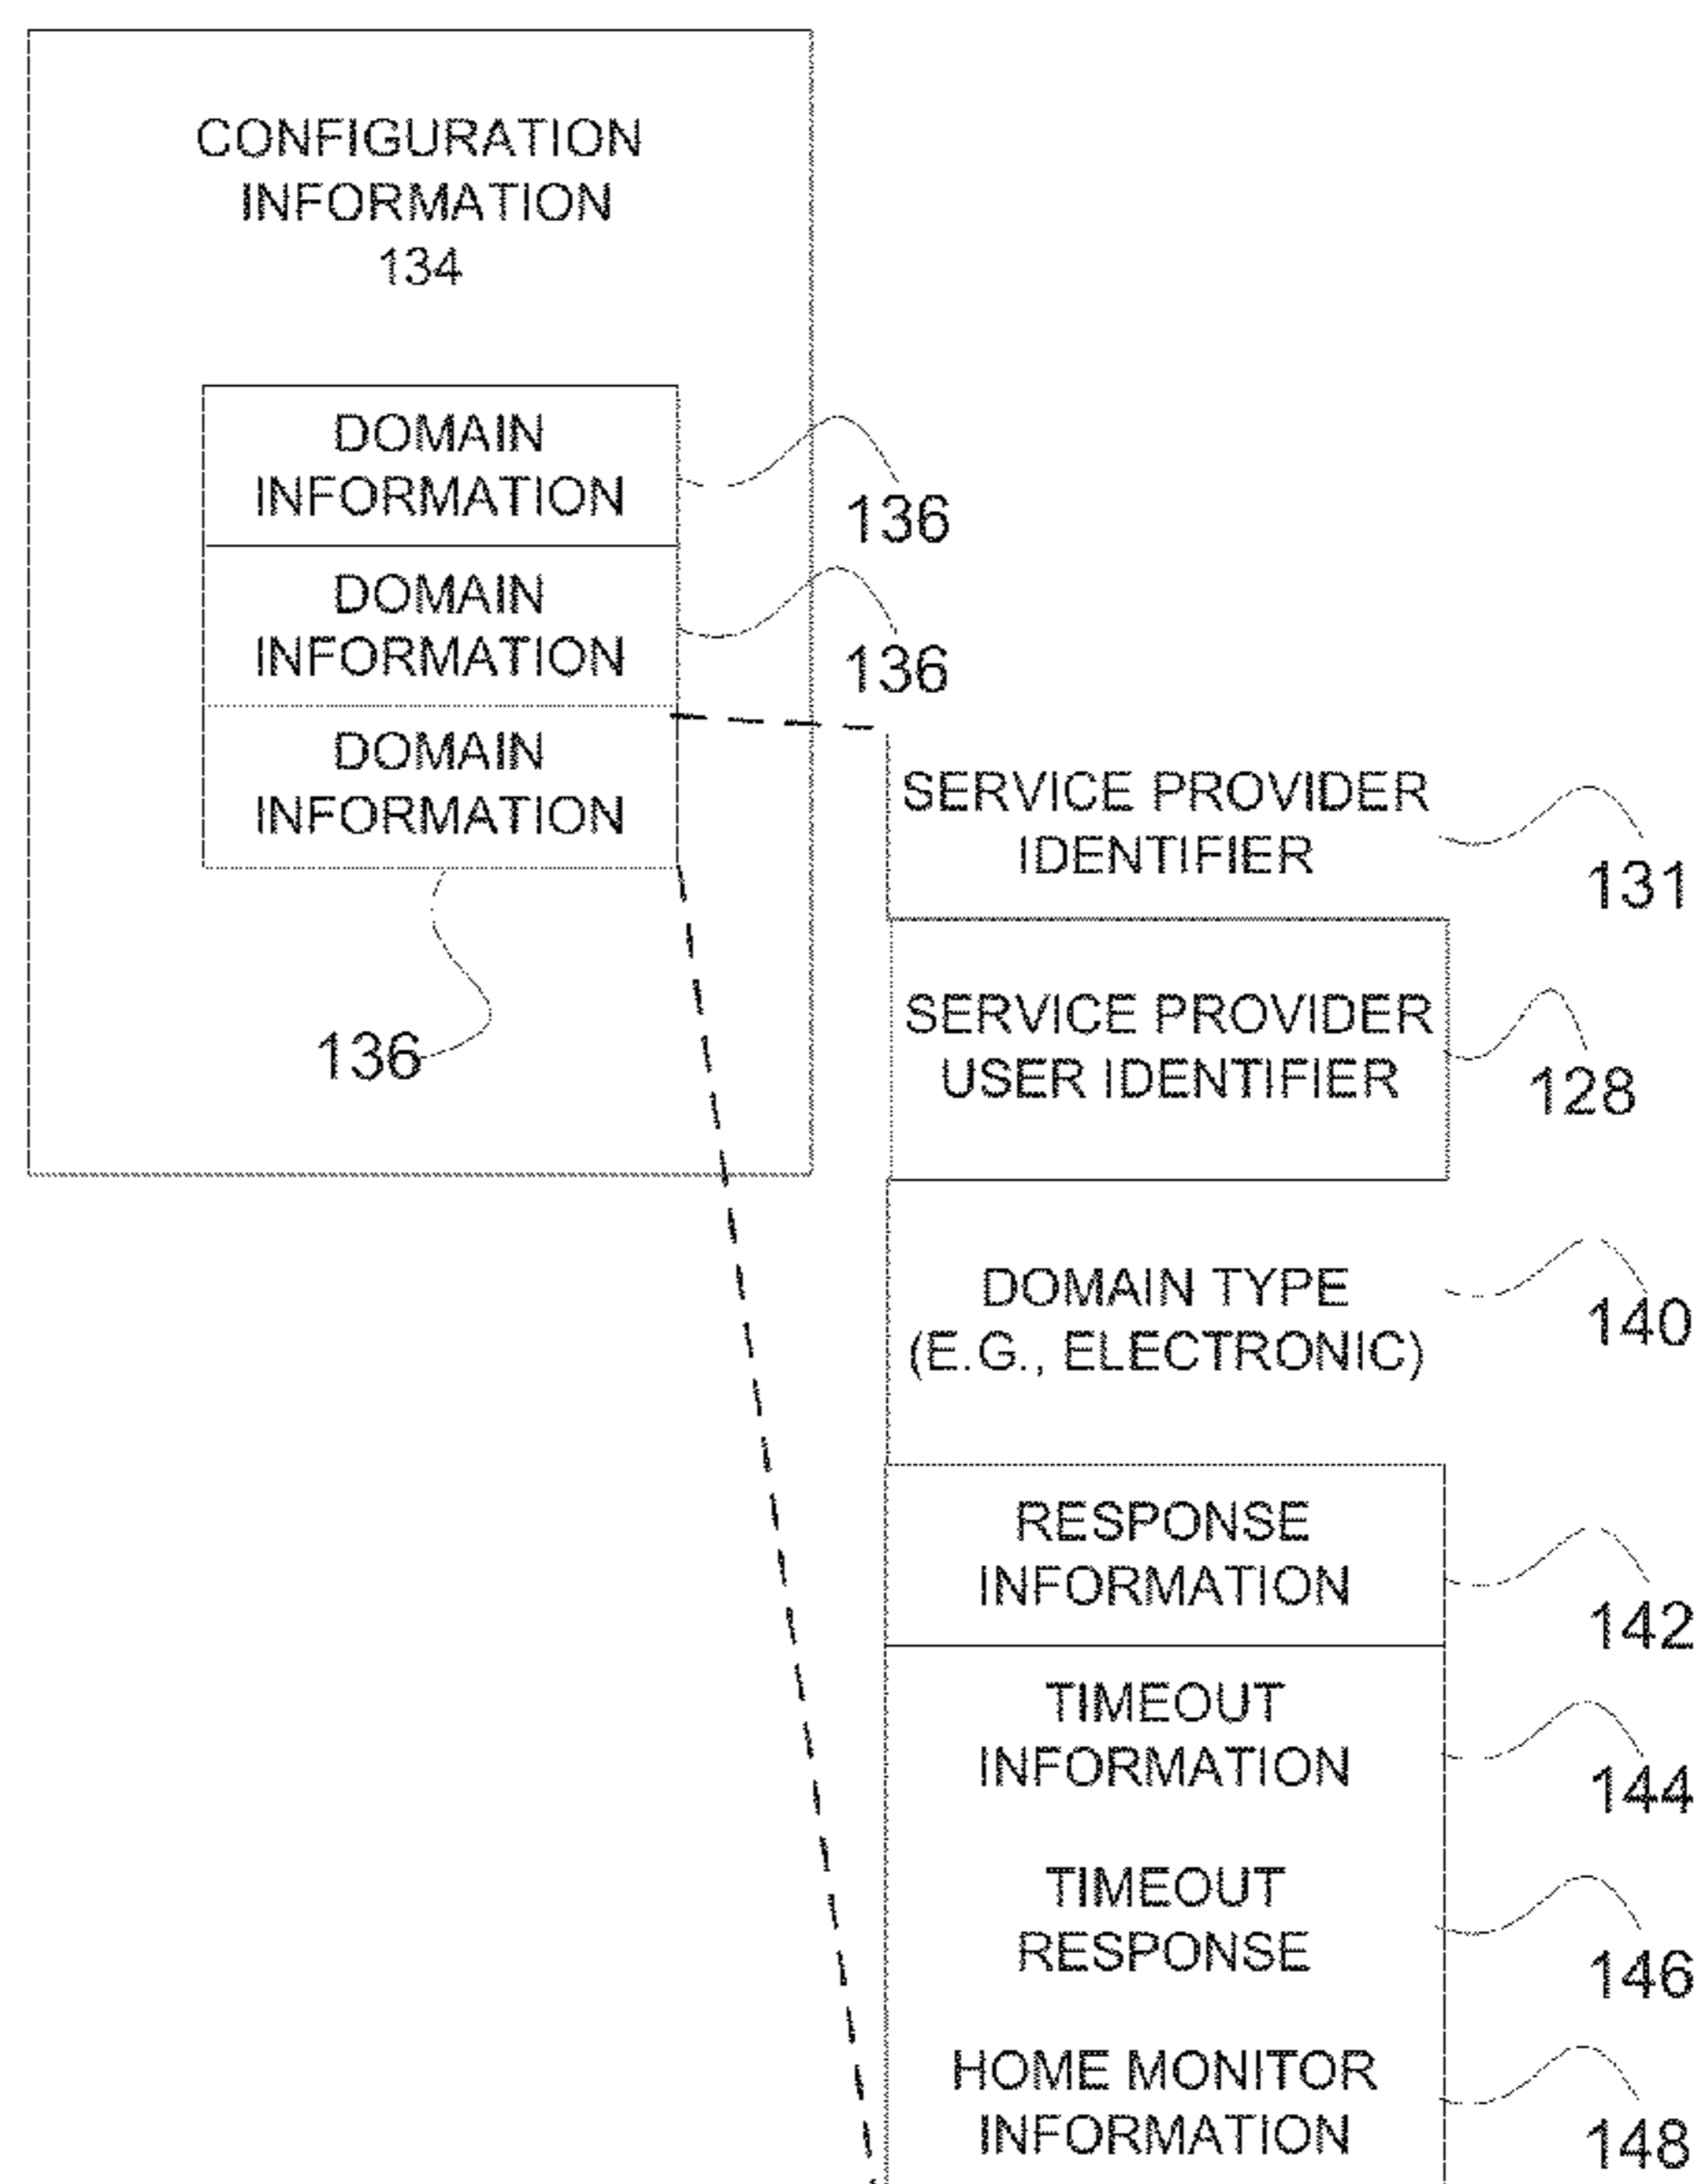 CONFIGURATION
INFORMATION
134
DOMAIN
INFORMATION
136
DOMAIN
INFORMATION
136
DOMAIN
INFORMATION
136
SERVICE PROVIDER
IDENTIFIER
131
SERVICE PROVIDER
USER IDENTIFIER
128
DOMAIN TYPE
(E.G., ELECTRONIC)
140
RESPONSE
INFORMATION
142
TIMEOUT
INFORMATION
144
TIMEOUT
RESPONSE
146
HOME MONITOR
INFORMATION
148